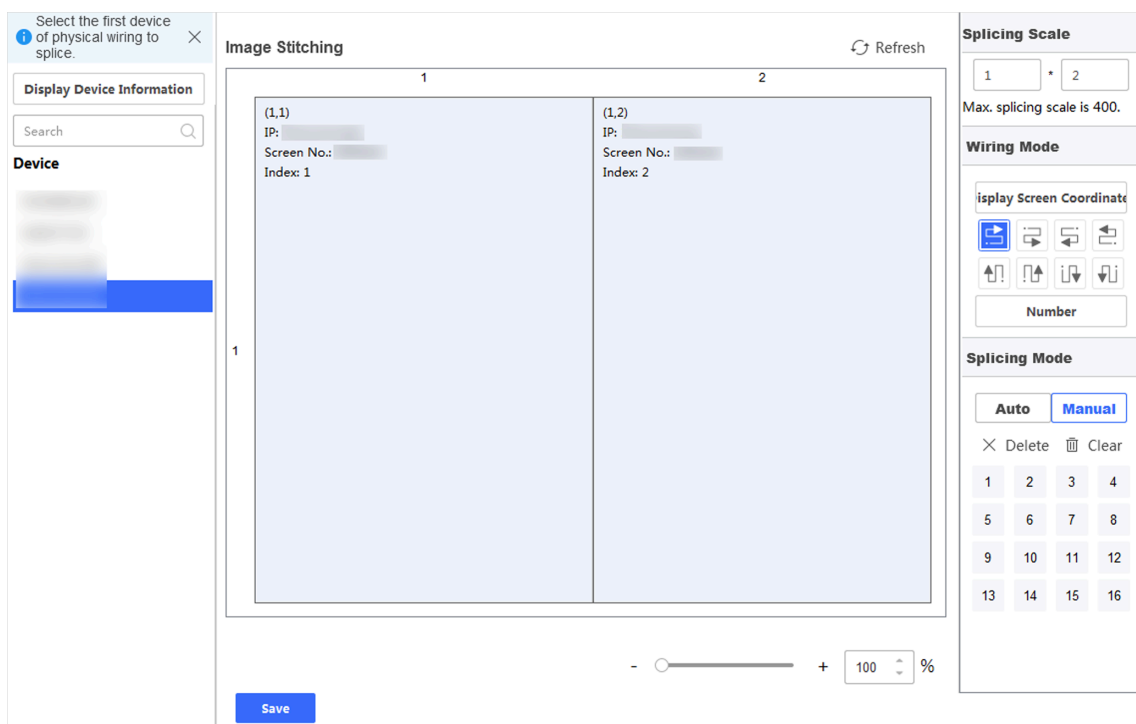 Select the first device
of physical wiring to
splice.
Display Device Information
Search
Device
Image Stitching
Refresh
1
2
(1,1)
IP:
Screen No.:
Index: 1
(1,2)
IP:
Screen No.:
Index: 2
1
-
+
100
%
Save
Splicing Scale
1 * 2
Max. splicing scale is 400.
Wiring Mode
isplay Screen Coordinate
Number
Splicing Mode
Auto Manual
Delete Clear
1 2 3 4
5 6 7 8
9 10 11 12
13 14 15 16